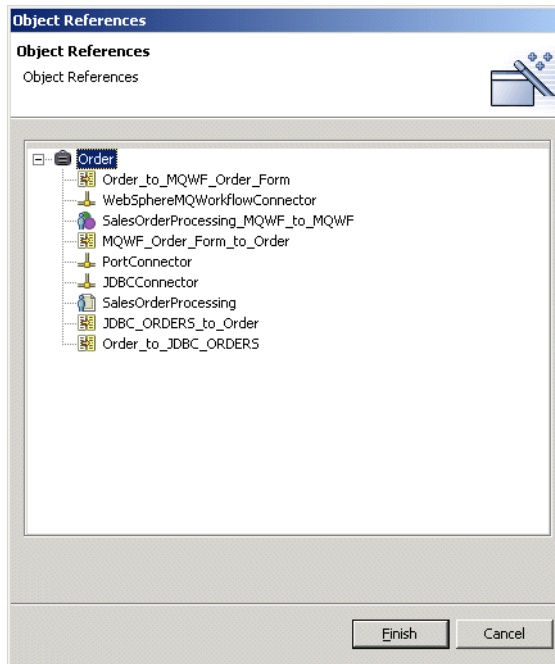 Object References
Object References
Object References
Order
Order_to_MQWF_Order_Form
WebSphereMQWorkflowConnector
SalesOrderProcessing_MQWF_to_MQWF
MQWF_Order_Form_to_Order
PortConnector
JDBCConnector
SalesOrderProcessing
JDBC_ORDERS_to_Order
Order_to_JDBC_ORDERS
Finish Cancel